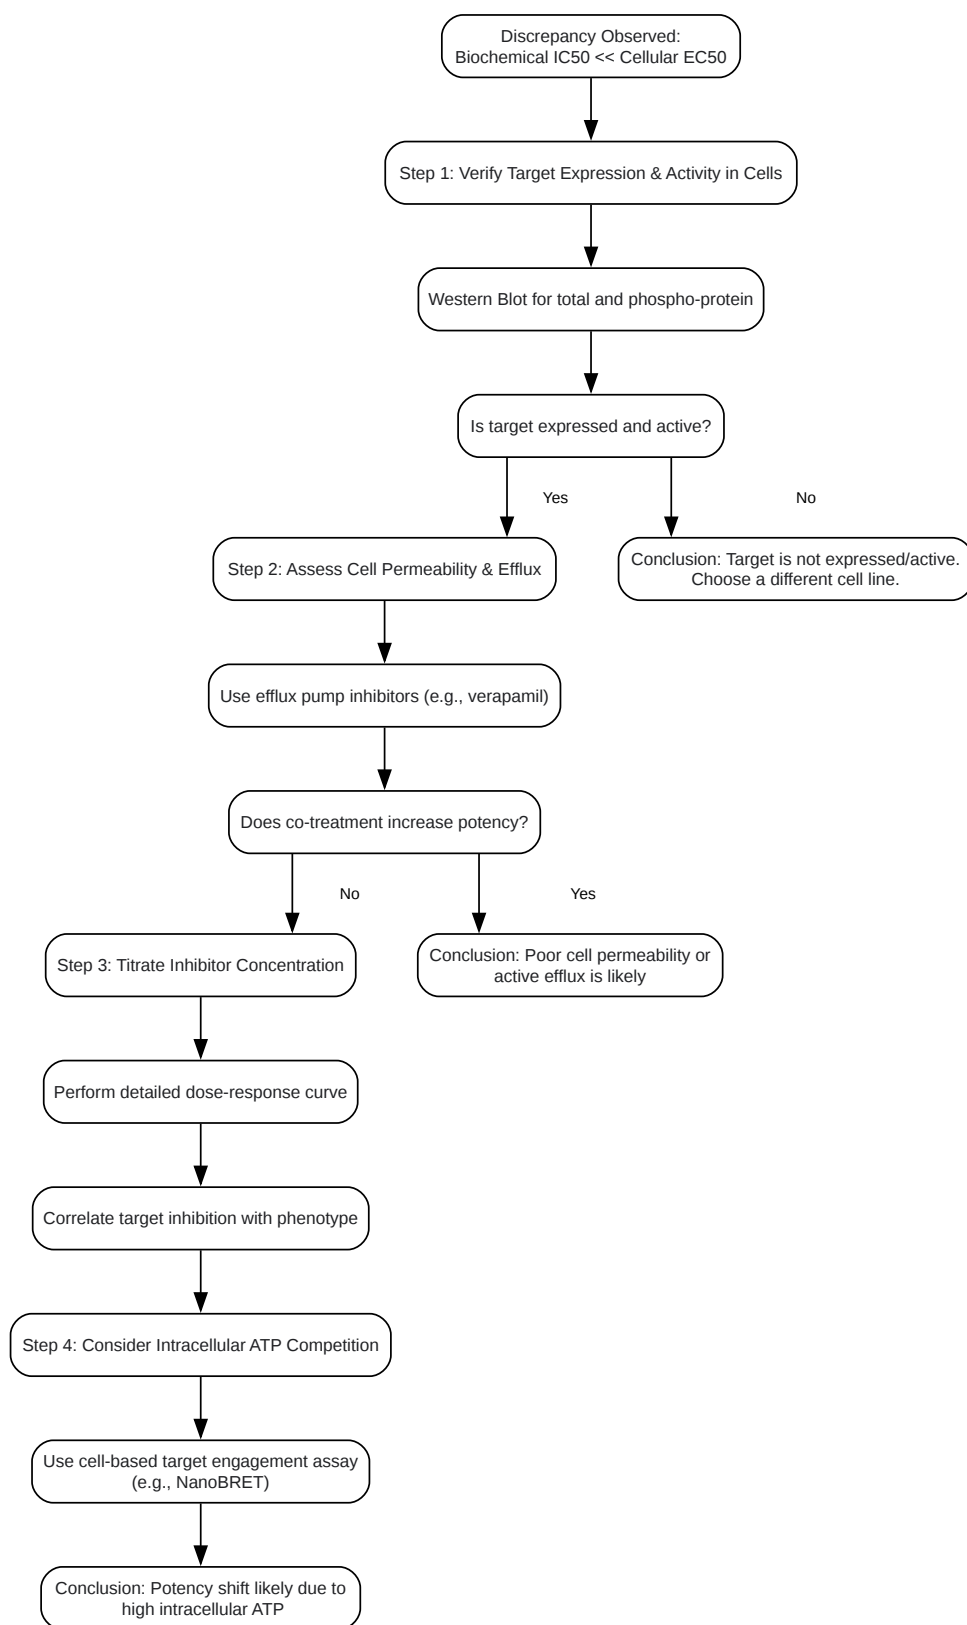 Discrepancy Observed:
Biochemical IC50 << Cellular EC50
Step 1: Verify Target Expression & Activity in Cells
Western Blot for total and phospho-protein
Is target expressed and active?
Yes
No
Step 2: Assess Cell Permeability & Efflux
Conclusion: Target is not expressed/active.
Choose a different cell line.
Use efflux pump inhibitors (e.g., verapamil)
Does co-treatment increase potency?
No
Yes
Step 3: Titrate Inhibitor Concentration
Conclusion: Poor cell permeability or
active efflux is likely
Perform detailed dose-response curve
Correlate target inhibition with phenotype
Step 4: Consider Intracellular ATP Competition
Use cell-based target engagement assay
(e.g., NanoBRET)
Conclusion: Potency shift likely due to
high intracellular ATP